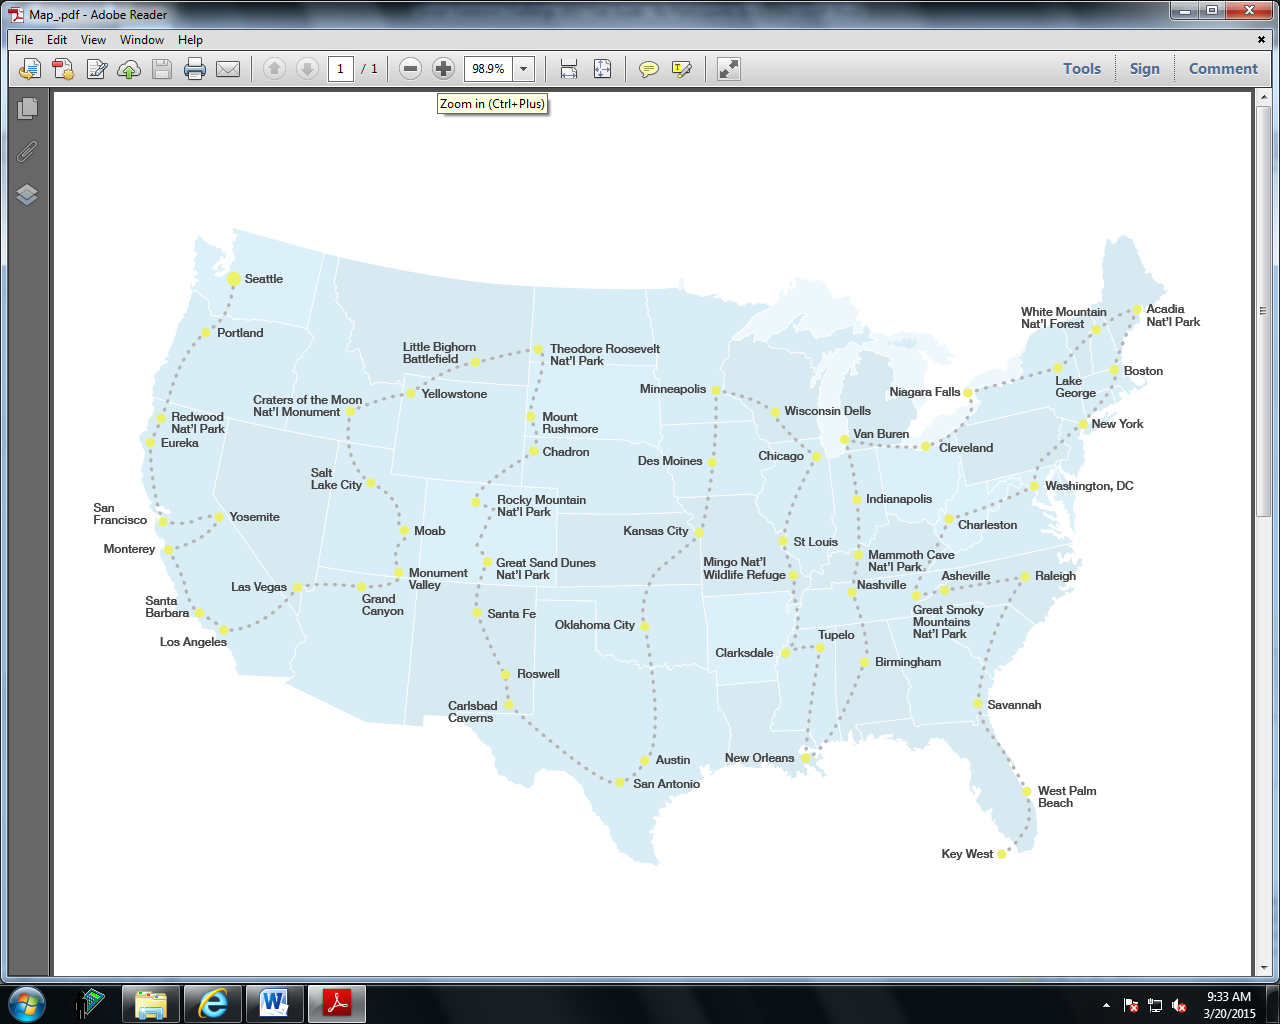 Map_.pdf - Adobe Reader
File Edit View Window Help
1 / 1 98.9% Tools Sign Comment
Zoom in (Ctrl+Plus)
Seattle
Portland
Redwood
Nat'l Park
Eureka
San
Francisco
Yosemite
Monterey
Santa
Barbara
Los Angeles
Las Vegas
Grand
Canyon
Monument
Valley
Moab
Salt
Lake City
Craters of the Moon
Nat'l Monument
Yellowstone
Little Bighorn
Battlefield
Theodore Roosevelt
Nat'l Park
Mount
Rushmore
Chadron
Rocky Mountain
Nat'l Park
Great Sand Dunes
Nat'l Park
Santa Fe
Roswell
Carlsbad
Caverns
San Antonio
Austin
Oklahoma City
Kansas City
Des Moines
Minneapolis
Wisconsin Dells
Chicago
St Louis
Mingo Nat'l
Wildlife Refuge
Clarksdale
Tupelo
New Orleans
Birmingham
Nashville
Mammoth Cave
Nat'l Park
Indianapolis
Van Buren
Cleveland
Niagara Falls
Lake
George
White Mountain
Nat'l Forest
Acadia
Nat'l Park
Boston
New York
Washington, DC
Charleston
Great Smoky
Mountains
Nat'l Park
Asheville
Raleigh
Savannah
West Palm
Beach
Key West
9:33 AM
3/20/2015